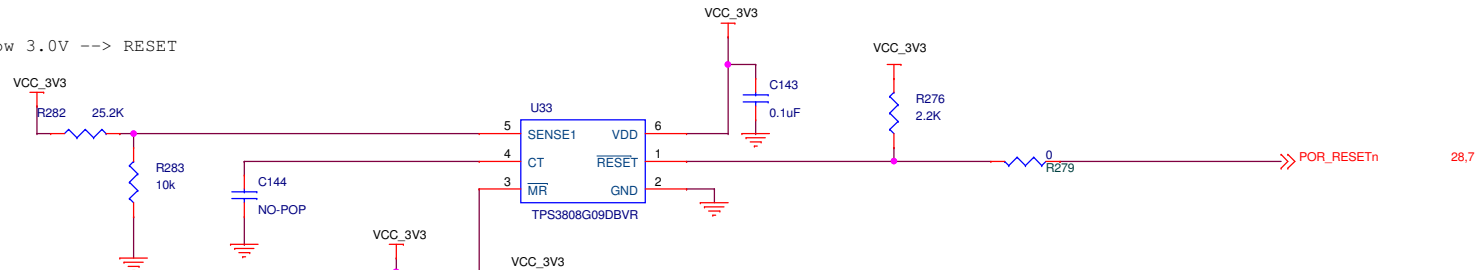 VCC_3V3
3.0V --> RESET
VCC_3V3
VCC_3V3
R282 25.2K
C143
0.1uF
R276
2.2K
U33
5 SENSE1 VDD 6
4 CT RESET 1
3 MR GND 2
TPS3808G09DBVR
R283
10k
C144
NO-POP
0
R279
POR_RESETn 28,7
VCC_3V3
VCC_3V3
VCC_3V3